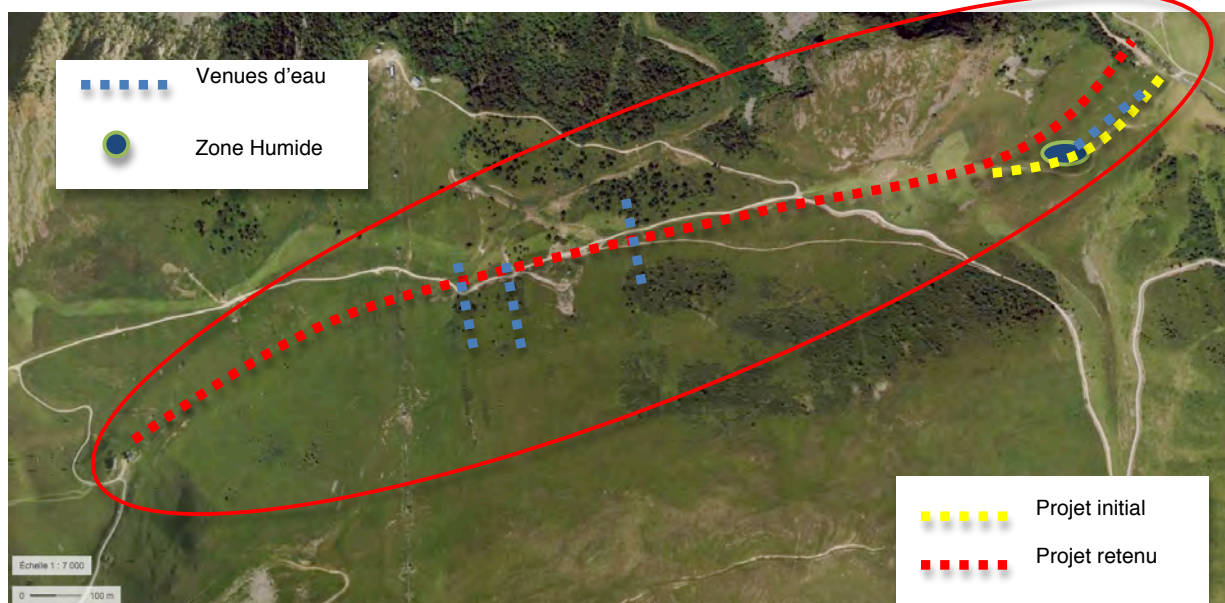 Venues d'eau
Zone Humide
Projet initial
Projet retenu
Échelle 1 : 7 000
0 100 m